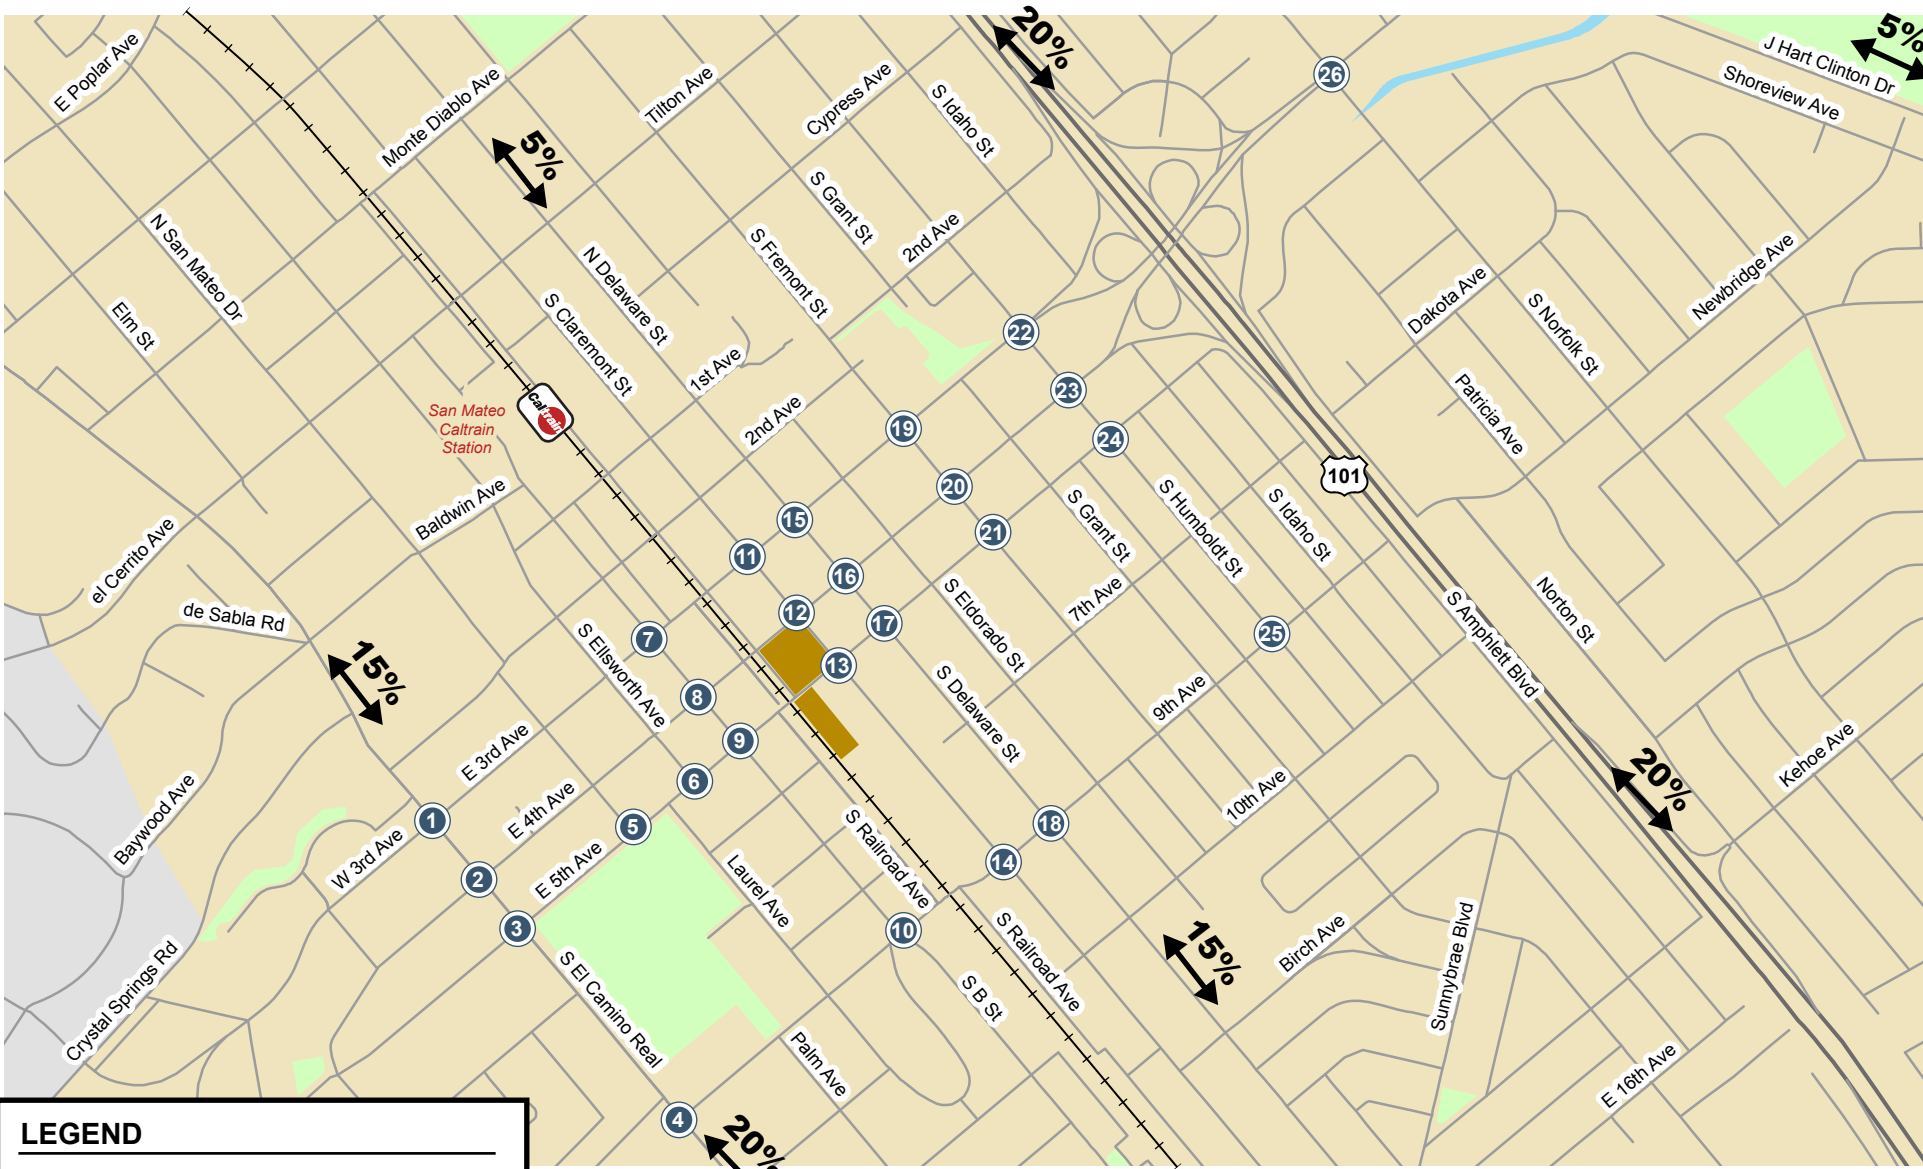 20%
5%
E Poplar Ave
Monte Diablo Ave
Tilton Ave
Cypress Ave
S Idaho St
26
J Hart Clinton Dr
Shoreview Ave
5%
N San Mateo Dr
Elm St
N Delaware St
S Claremont St
S Fremont St
S Grant St
2nd Ave
1st Ave
2nd Ave
22
23
24
Dakota Ave
S Norfolk St
Newbridge Ave
Patricia Ave
Caltrain
San Mateo
Caltrain
Station
19
20
21
101
Baldwin Ave
15
11
16
12
17
13
S Grant St
S Humboldt St
S Idaho St
el Cerrito Ave
de Sabla Rd
15%
7
8
9
6
S Ellsworth Ave
S Eldorado St
7th Ave
25
S Amphlett Blvd
Norton St
S Delaware St
9th Ave
E 3rd Ave
E 4th Ave
E 5th Ave
5
1
2
3
W 3rd Ave
Baywood Ave
Crystal Springs Rd
Laurel Ave
S Railroad Ave
18
14
10
10th Ave
20%
Kehoe Ave
S El Camino Real
Palm Ave
S B St
S Railroad Ave
15%
Birch Ave
Sunnybrae Blvd
E 16th Ave
4
20%
LEGEND